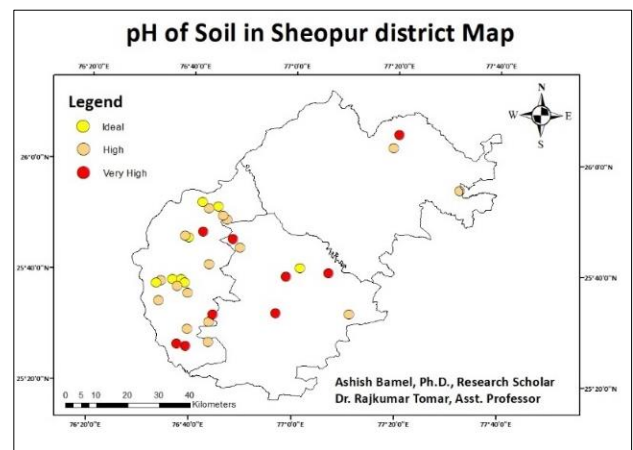 pH of Soil in Sheopur district Map
76°20'0"E 76°40'0"E 77°0'0"E 77°20'0"E 77°40'0"E
Legend
Ideal
High
Very High
N
W E
S
26°0'0"N 26°0'0"N
25°40'0"N 25°40'0"N
25°20'0"N 25°20'0"N
Ashish Bamel, Ph.D., Research Scholar
Dr. Rajkumar Tomar, Asst. Professor
0 5 10 20 30 40
Kilometers
76°20'0"E 76°40'0"E 77°0'0"E 77°20'0"E 77°40'0"E